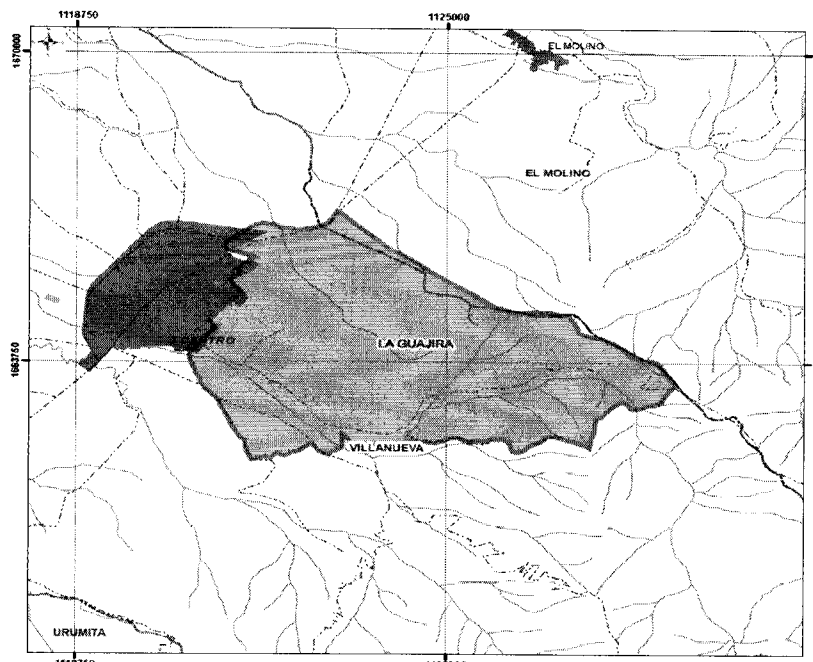 1118750
1125000
1670000
EL MOLINO
EL MOLINO
LA GUAJIRA
1663750
VILLANUEVA
URUMITA